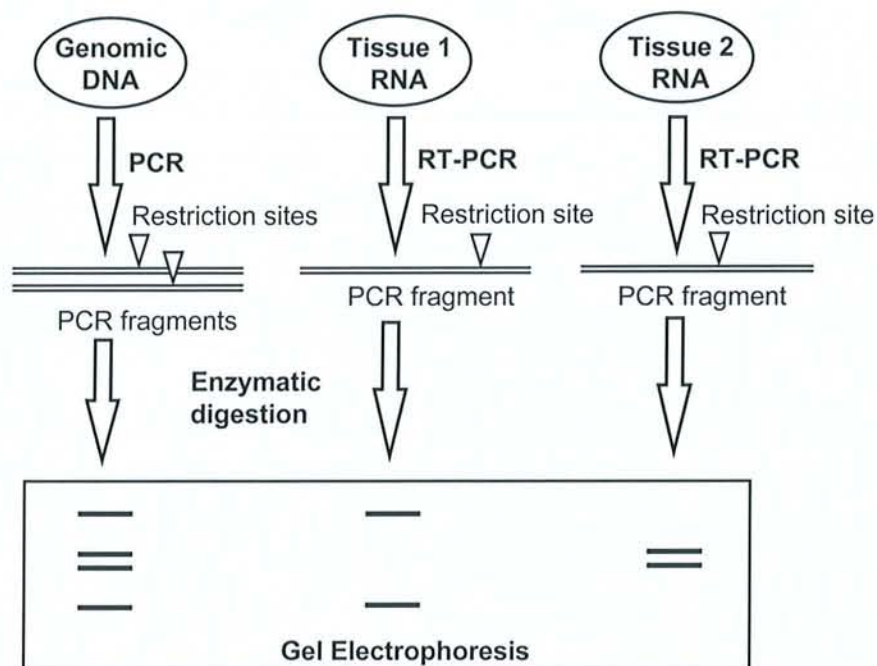 Genomic
DNA
Tissue 1
RNA
Tissue 2
RNA
PCR
RT-PCR
RT-PCR
Restriction sites
Restriction site
Restriction site
PCR fragments
PCR fragment
PCR fragment
Enzymatic
digestion
Gel Electrophoresis